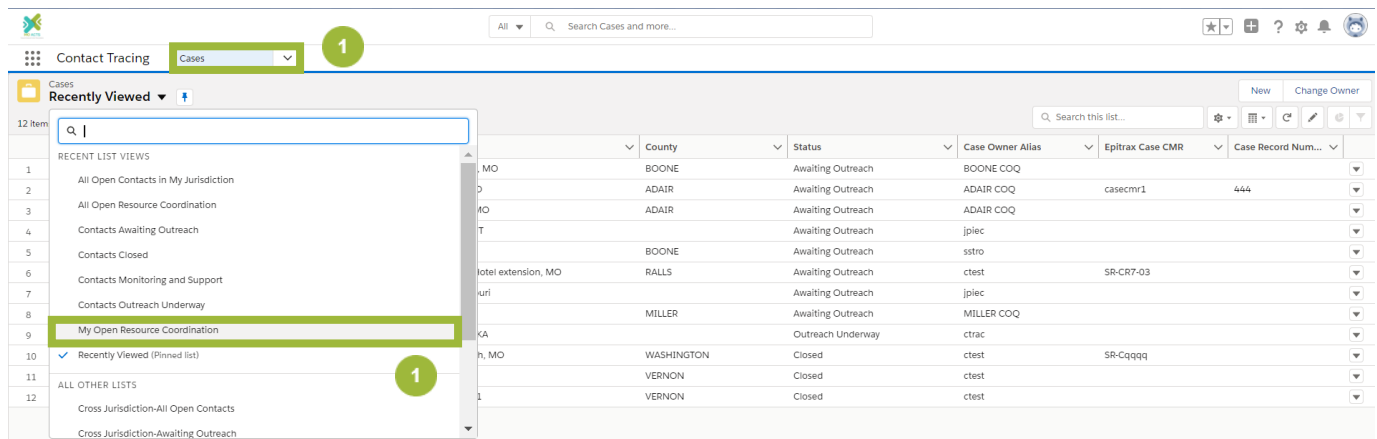 All
Search Cases and more...
Contact Tracing
Cases
1
Cases
Recently Viewed
New
Change Owner
12 item
Search this list...
RECENT LIST VIEWS
All Open Contacts in My Jurisdiction
All Open Resource Coordination
Contacts Awaiting Outreach
Contacts Closed
Contacts Monitoring and Support
Contacts Outreach Underway
My Open Resource Coordination
Recently Viewed (Pinned list)
1
ALL OTHER LISTS
Cross Jurisdiction-All Open Contacts
Cross Jurisdiction-Awaiting Outreach
County Status Case Owner Alias Epitrax Case CMR Case Record Num...
1 , MO BOONE Awaiting Outreach BOONE COQ
2 O ADAIR Awaiting Outreach ADAIR COQ casecmr1 444
3 MO ADAIR Awaiting Outreach ADAIR COQ
4 T Awaiting Outreach jpiec
5 BOONE Awaiting Outreach sstro
6 Hotel extension, MO RALLS Awaiting Outreach ctest SR-CR7-03
7 uri Awaiting Outreach jpiec
8 MILLER Awaiting Outreach MILLER COQ
9 KA Outreach Underway ctrac
10 h, MO WASHINGTON Closed ctest SR-Cqqqq
11 VERNON Closed ctest
12 1 VERNON Closed ctest